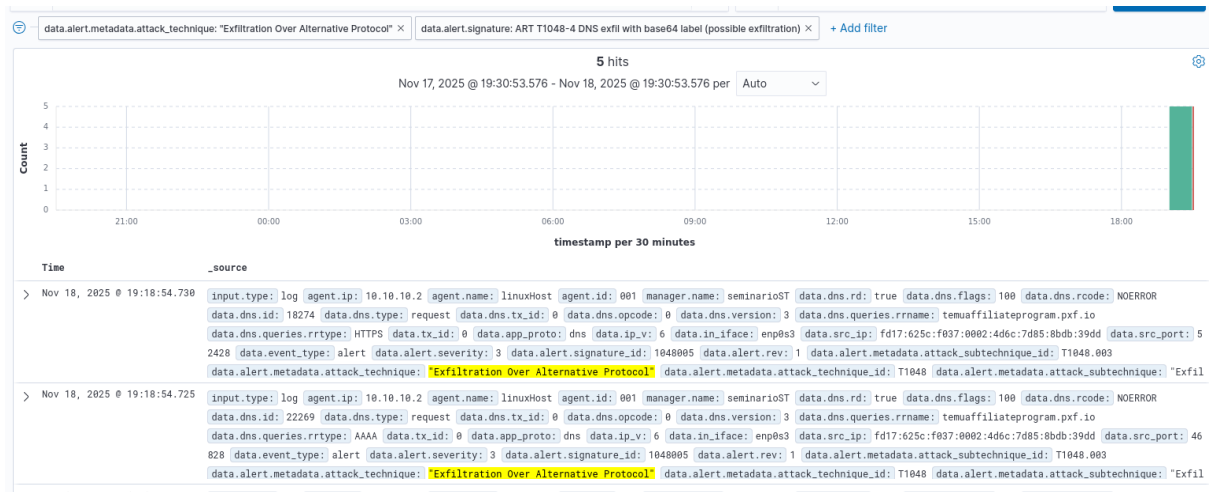 data.alert.metadata.attack_technique: "Exfiltration Over Alternative Protocol" × data.alert.signature: ART T1048-4 DNS exfil with base64 label (possible exfiltration) × + Add filter
5 hits
Nov 17, 2025 @ 19:30:53.576 - Nov 18, 2025 @ 19:30:53.576 per Auto
5
4
3
2
1
0
Count
21:00 00:00 03:00 06:00 09:00 12:00 15:00 18:00
timestamp per 30 minutes
Time _source
Nov 18, 2025 @ 19:18:54.730 input.type: log agent.ip: 10.10.10.2 agent.name: linuxHost agent.id: 001 manager.name: seminarioST data.dns.rd: true data.dns.flags: 100 data.dns.rcode: NOERROR
data.dns.id: 18274 data.dns.type: request data.dns.tx_id: 0 data.dns.opcode: 0 data.dns.version: 3 data.dns.queries.rrname: temuaffiliateprogram.pxf.io
data.dns.queries.rrtype: HTTPS data.tx_id: 0 data.app_proto: dns data.ip_v: 6 data.in_iface: enp0s3 data.src_ip: fd17:625c:f037:0002:4d6c:7d85:8bdb:39dd data.src_port: 5
2428 data.event_type: alert data.alert.severity: 3 data.alert.signature_id: 1048005 data.alert.rev: 1 data.alert.metadata.attack_subtechnique_id: T1048.003
data.alert.metadata.attack_technique: "Exfiltration Over Alternative Protocol" data.alert.metadata.attack_technique_id: T1048 data.alert.metadata.attack_subtechnique: "Exfil
Nov 18, 2025 @ 19:18:54.725 input.type: log agent.ip: 10.10.10.2 agent.name: linuxHost agent.id: 001 manager.name: seminarioST data.dns.rd: true data.dns.flags: 100 data.dns.rcode: NOERROR
data.dns.id: 22269 data.dns.type: request data.dns.tx_id: 0 data.dns.opcode: 0 data.dns.version: 3 data.dns.queries.rrname: temuaffiliateprogram.pxf.io
data.dns.queries.rrtype: AAAA data.tx_id: 0 data.app_proto: dns data.ip_v: 6 data.in_iface: enp0s3 data.src_ip: fd17:625c:f037:0002:4d6c:7d85:8bdb:39dd data.src_port: 46
828 data.event_type: alert data.alert.severity: 3 data.alert.signature_id: 1048005 data.alert.rev: 1 data.alert.metadata.attack_subtechnique_id: T1048.003
data.alert.metadata.attack_technique: "Exfiltration Over Alternative Protocol" data.alert.metadata.attack_technique_id: T1048 data.alert.metadata.attack_subtechnique: "Exfil